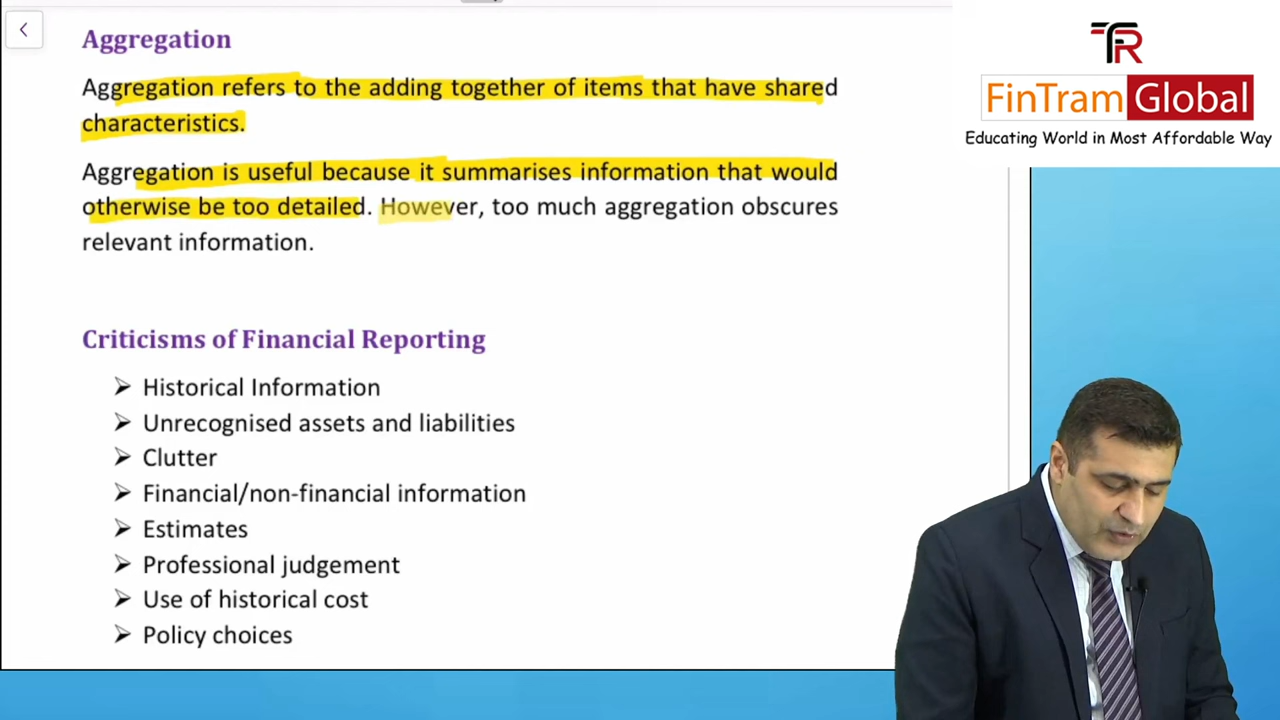 Aggregation
Aggregation refers to the adding together of items that have shared
characteristics.
Aggregation is useful because it summarises information that would
otherwise be too detailed. However, too much aggregation obscures
relevant information.
Criticisms of Financial Reporting
➢ Historical Information
➢ Unrecognised assets and liabilities
➢ Clutter
➢ Financial/non-financial information
➢ Estimates
➢ Professional judgement
➢ Use of historical cost
➢ Policy choices
FinTram Global
Educating World in Most Affordable Way